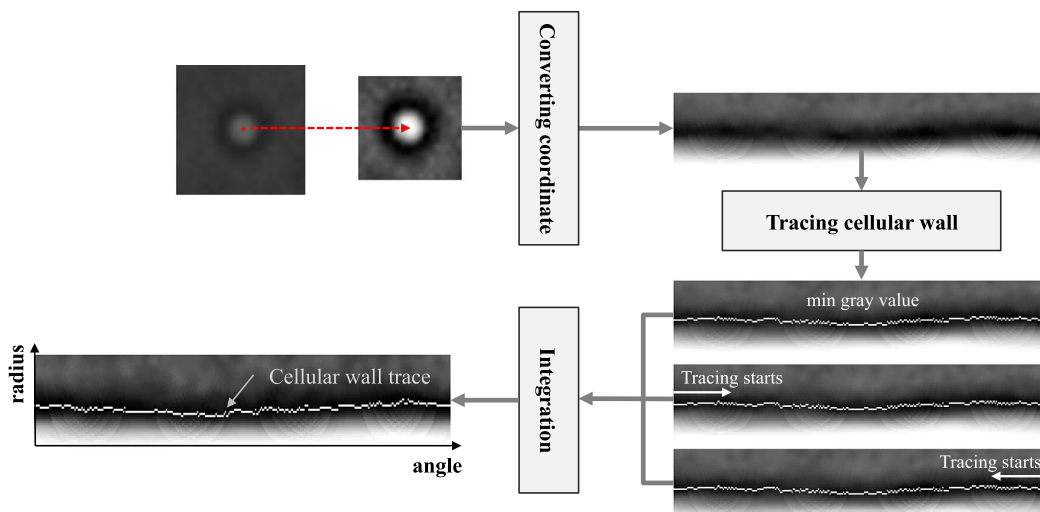 Converting coordinate
Tracing cellular wall
min gray value
Tracing starts
Tracing starts
Integration
Cellular wall trace
radius
angle